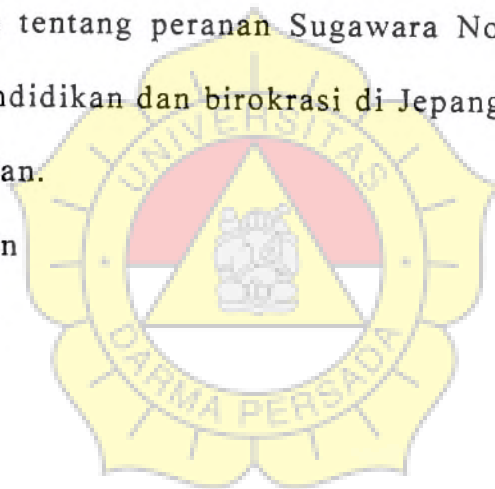 tentang peranan Sugawara No
ndidikan dan birokrasi di Jepang
an.
n
UNIVERSITAS
DARMA PERSADA